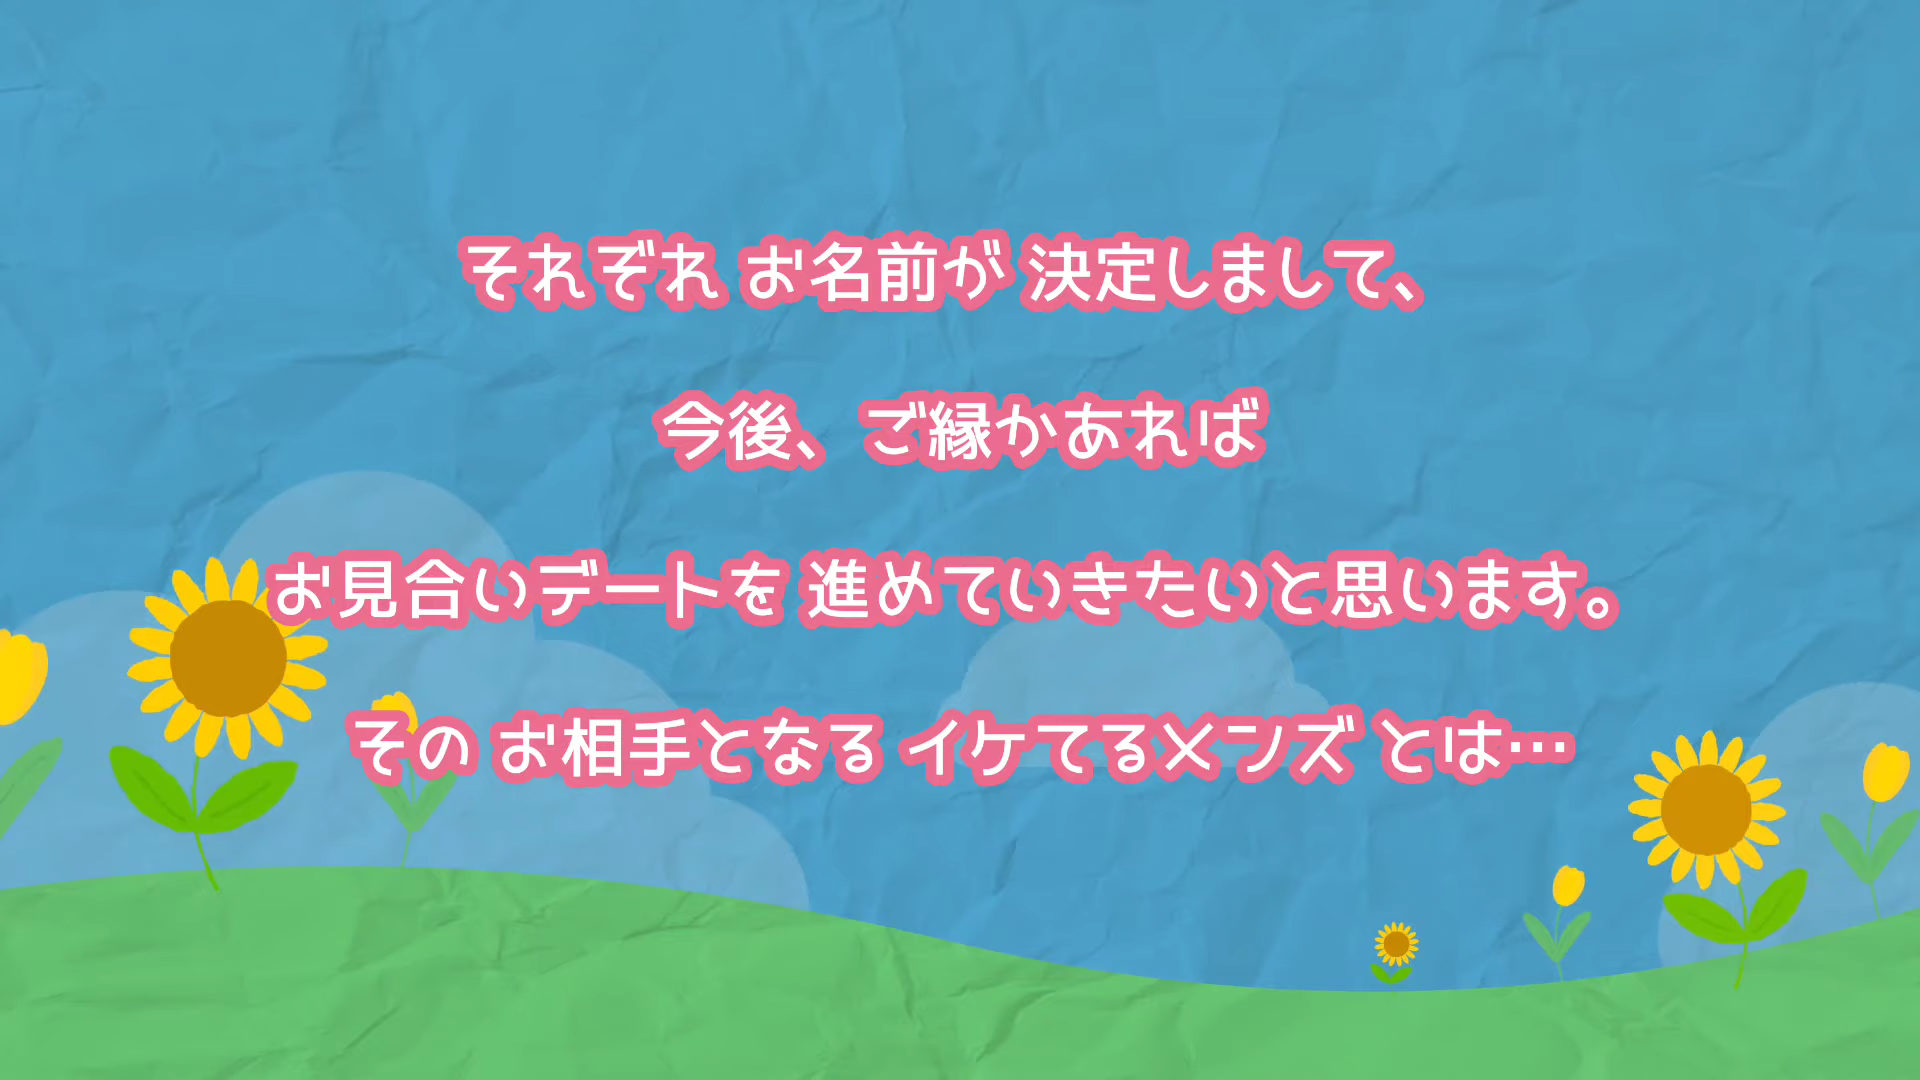 それぞれ お名前が 決定しまして、
今後、ご縁かあれば
お見合いデートを 進めていきたいと思います。
その お相手となる イケてるメンズ とは…